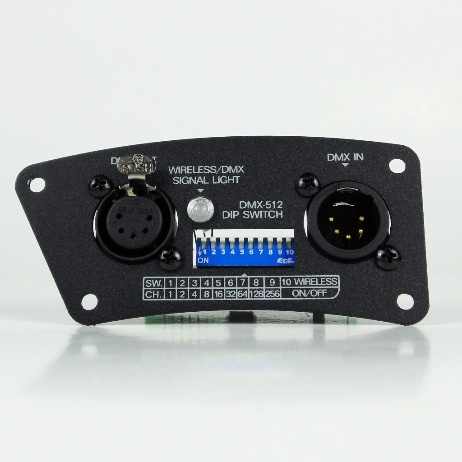 DMX IN
WIRELESS/DMX
SIGNAL LIGHT
DMX-512
DIP SWITCH
1 2 3 4 5 6 7 8 9 10
ON
SW. 1 2 3 4 5 6 7 8 9 10 WIRELESS
CH. 1 2 4 8 16 32 64 128 256 ON/OFF